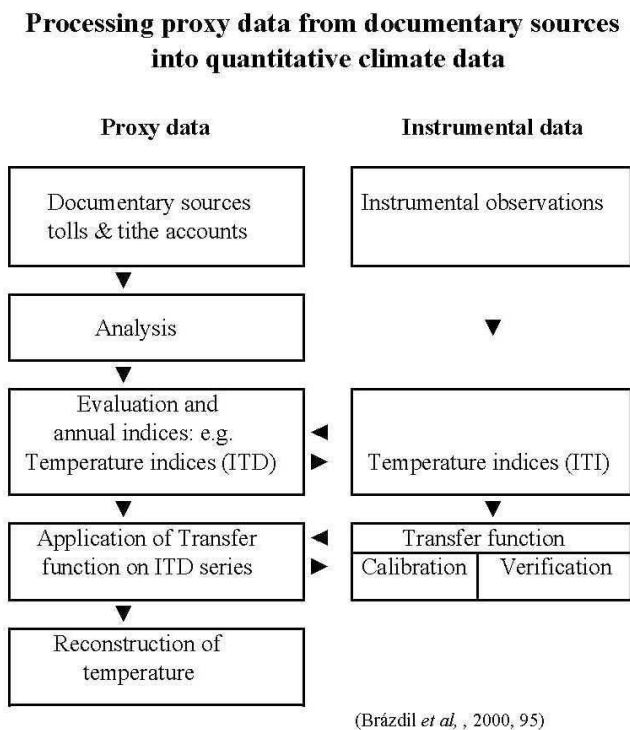 Processing proxy data from documentary sources
into quantitative climate data
Proxy data
Instrumental data
Documentary sources
tolls & tithe accounts
Instrumental observations
Analysis
Evaluation and
annual indices: e.g.
Temperature indices (ITD)
Temperature indices (ITI)
Application of Transfer
function on ITD series
Transfer function
Calibration
Verification
Reconstruction of
temperature
(Brázdil et al, , 2000, 95)